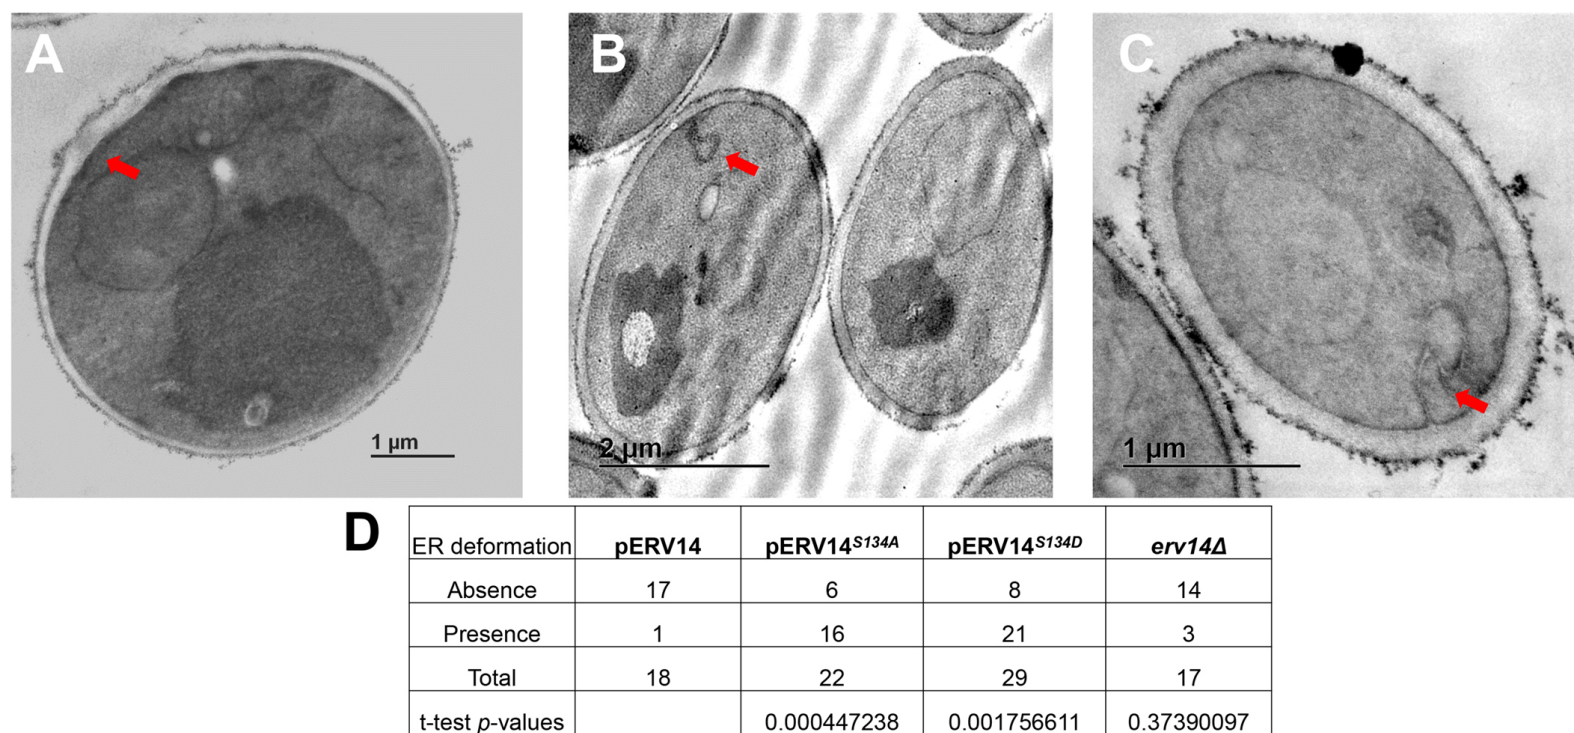 A B C
1 μm 2 μm 1 μm
D
ER deformation pERV14 pERV14S134A pERV14S134D erv14Δ
Absence 17 6 8 14
Presence 1 16 21 3
Total 18 22 29 17
t-test p-values 0.000447238 0.001756611 0.37390097